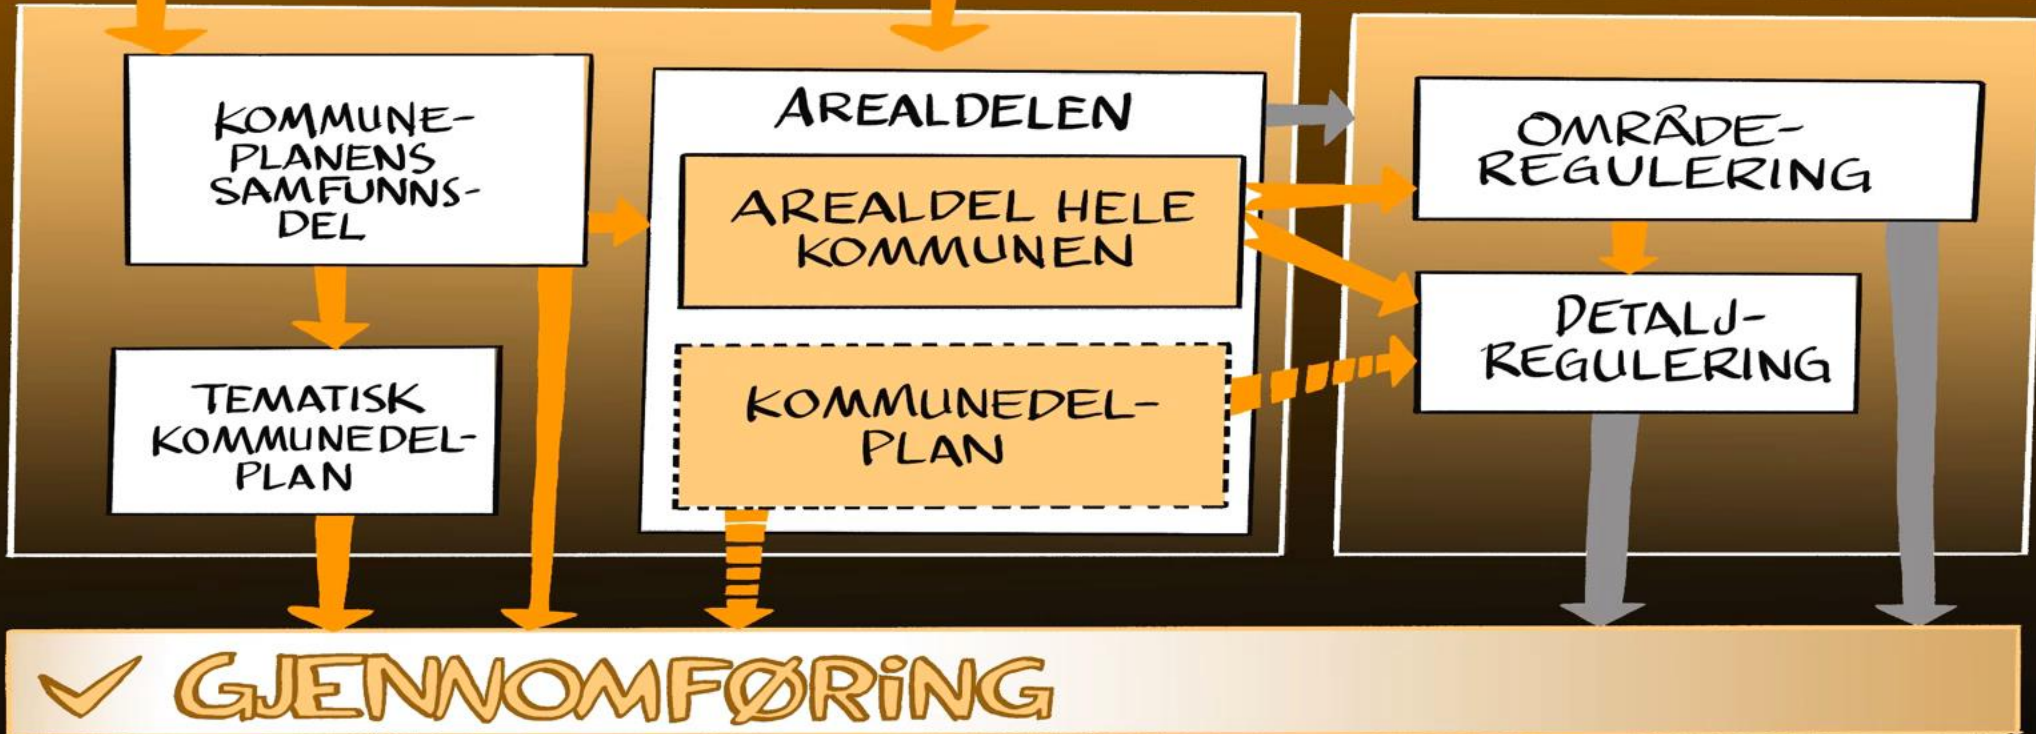 KOMMUNE-
PLANENS
SAMFUNNS-
DEL
TEMATISK
KOMMUNEDEL-
PLAN
AREALDELEN
AREALDEL HELE
KOMMUNEN
KOMMUNEDEL-
PLAN
OMRÅDE-
REGULERING
DETALJ-
REGULERING
GJENNOMFØRING